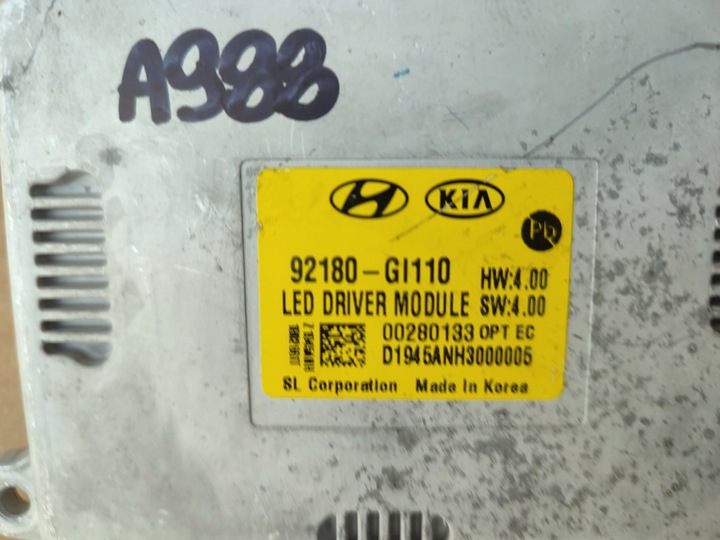 A988
KIA
Pb
92180-GI110 HW:4.00
LED DRIVER MODULE SW:4.00
00280133 OPT EC
D1945ANH3000005
SL Corporation Made In Korea